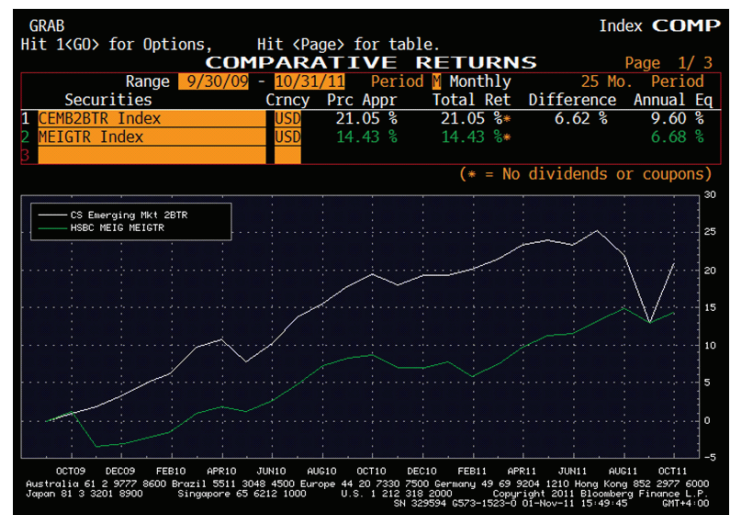 GRAB Index COMP
Hit 1<GO> for Options, Hit <Page> for table.
COMPARATIVE RETURNS Page 1/ 3
Range 9/30/09 - 10/31/11 Period M Monthly 25 Mo. Period
Securities Crncy Prc Appr Total Ret Difference Annual Eq
1 CEMB2BTR Index USD 21.05 % 21.05 %* 6.62 % 9.60 %
2 MEIGTR Index USD 14.43 % 14.43 %* 6.68 %
3
(* = No dividends or coupons)
30
CS Emerging Mkt 2BTR
HSBC MEIG MEIGTR
25
20
15
10
5
0
-5
OCT09 DEC09 FEB10 APR10 JUN10 AUG10 OCT10 DEC10 FEB11 APR11 JUN11 AUG11 OCT11
Australia 61 2 9777 8600 Brazil 5511 3048 4500 Europe 44 20 7330 7500 Germany 49 69 9204 1210 Hong Kong 852 2977 6000
Japan 81 3 3201 8900 Singapore 65 6212 1000 U.S. 1 212 318 2000 Copyright 2011 Bloomberg Finance L.P.
SN 329594 G573-1523-0 01-Nov-11 15:49:45 GMT+4:00